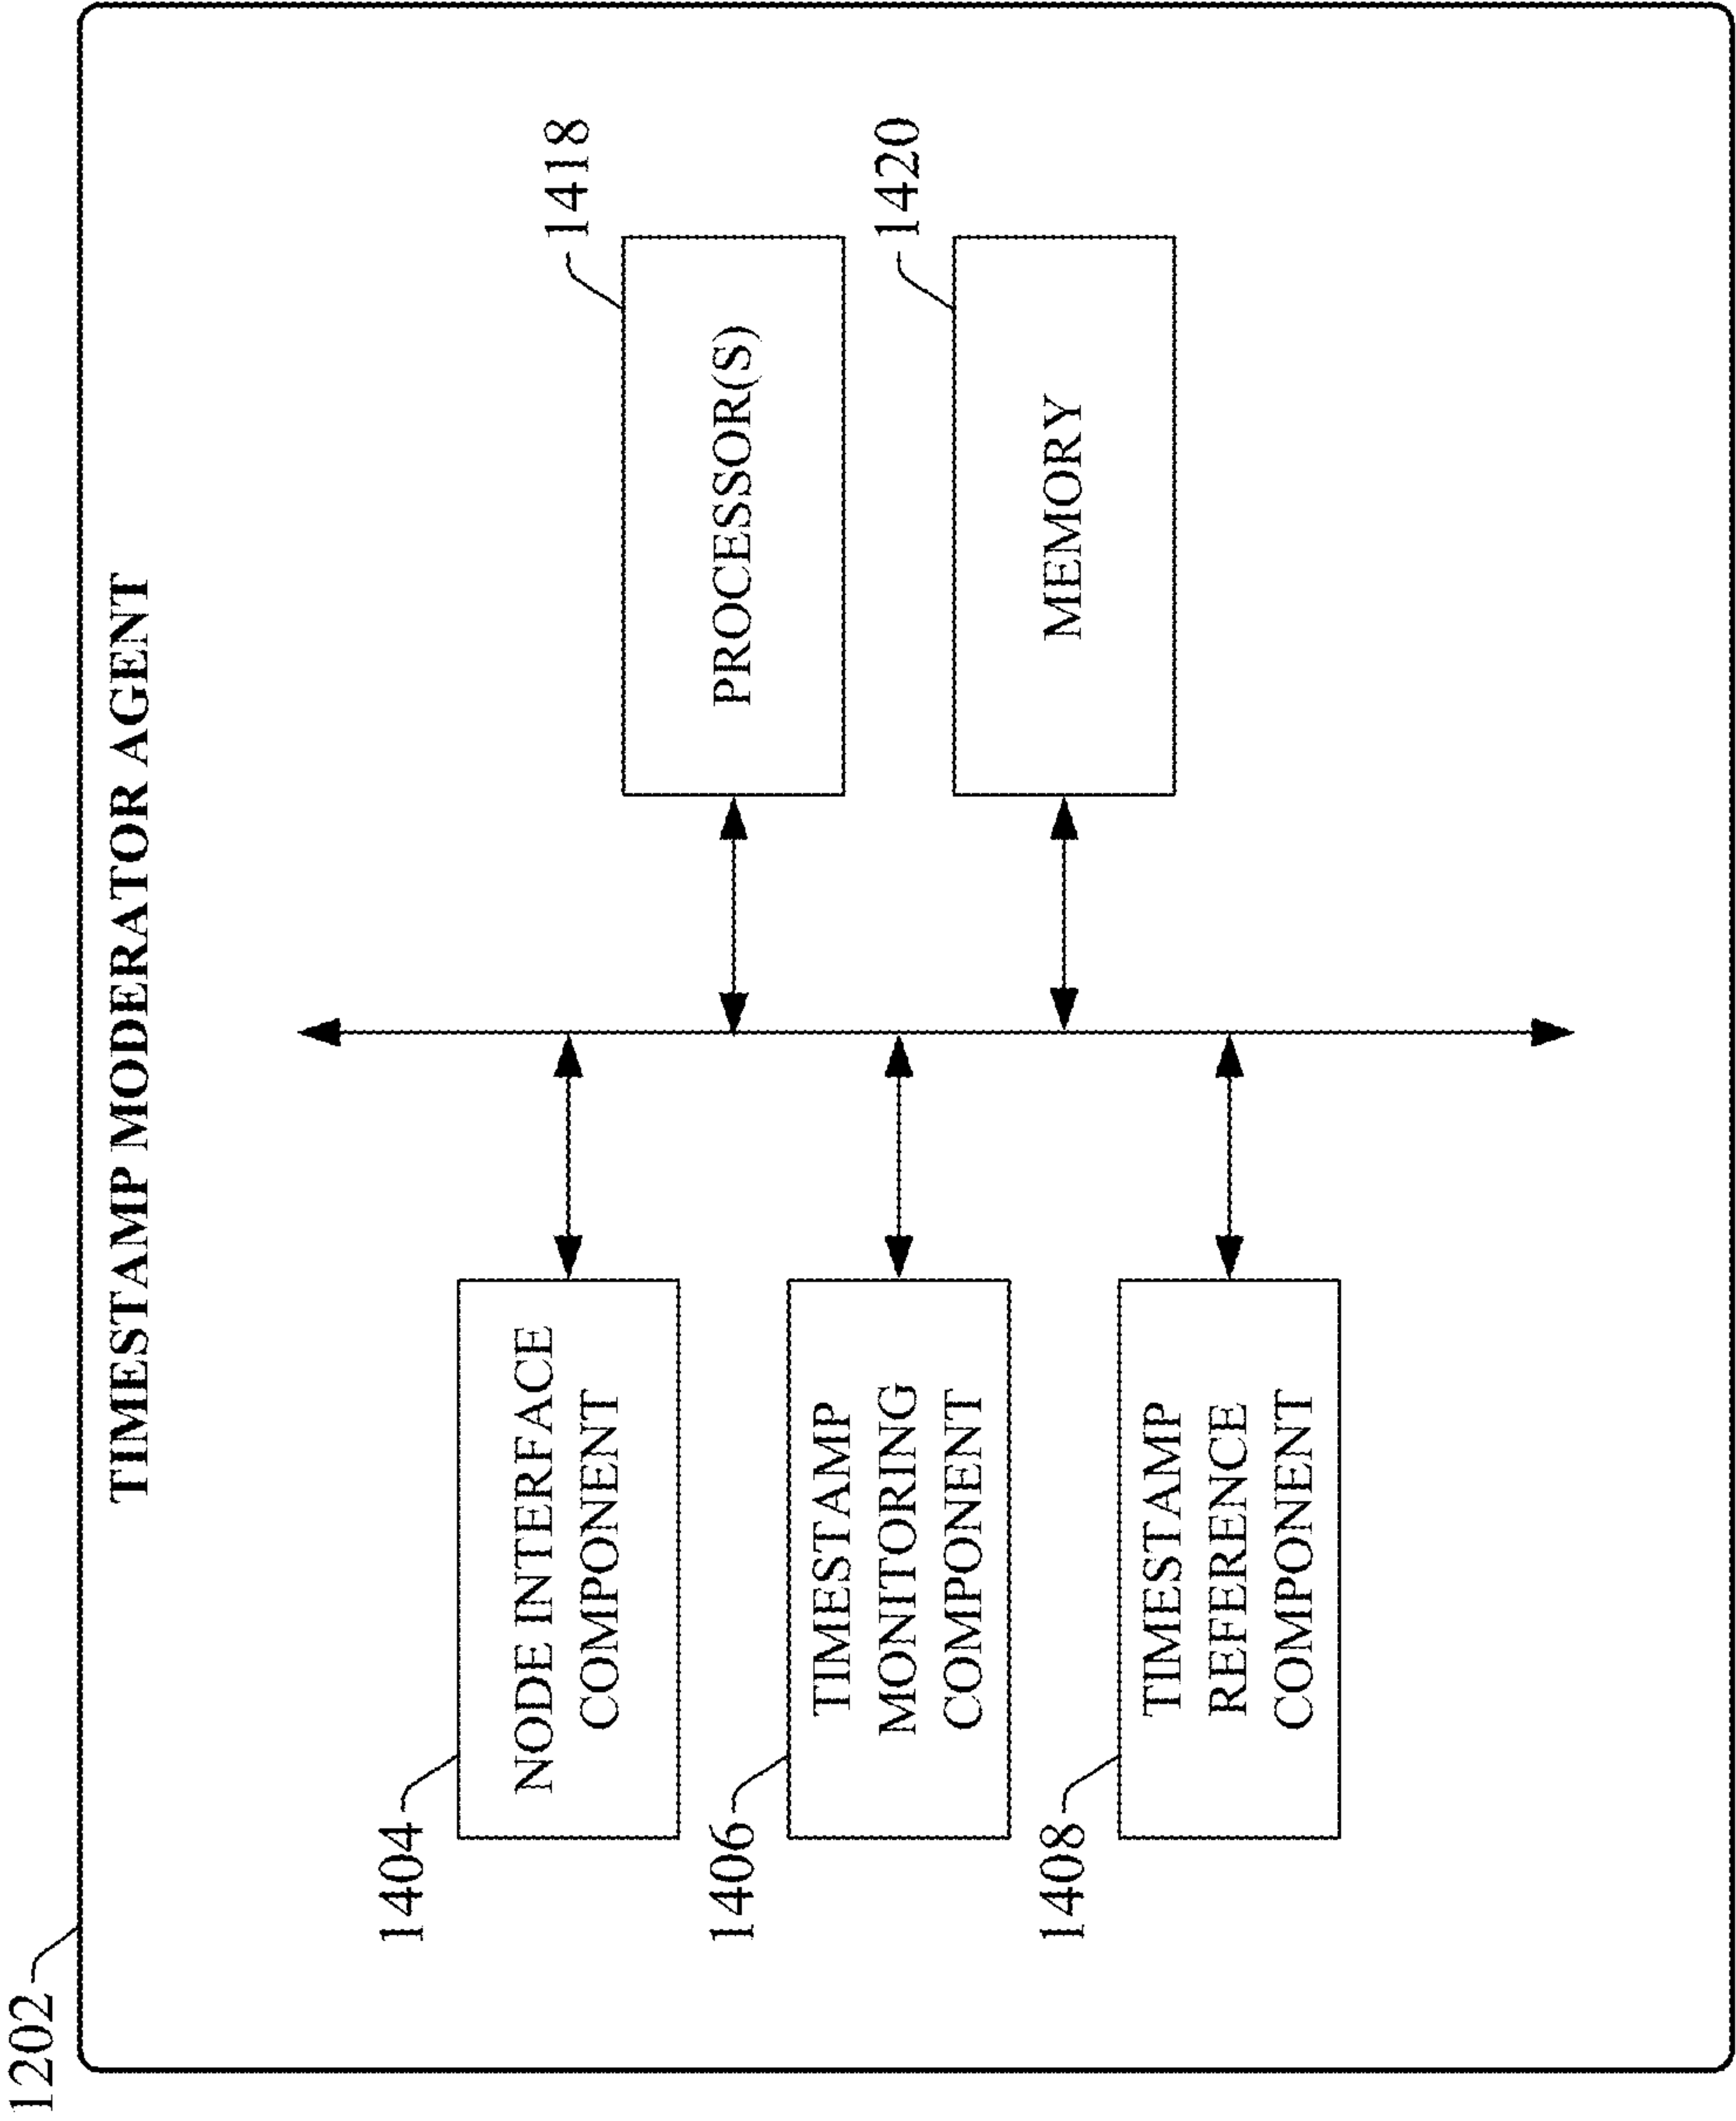 1202
TIMESTAMP MODERATOR AGENT
1404
NODE INTERFACE
COMPONENT
1406
TIMESTAMP
MONITORING
COMPONENT
1408
TIMESTAMP
REFERENCE
COMPONENT
1418
PROCESSOR(S)
1420
MEMORY